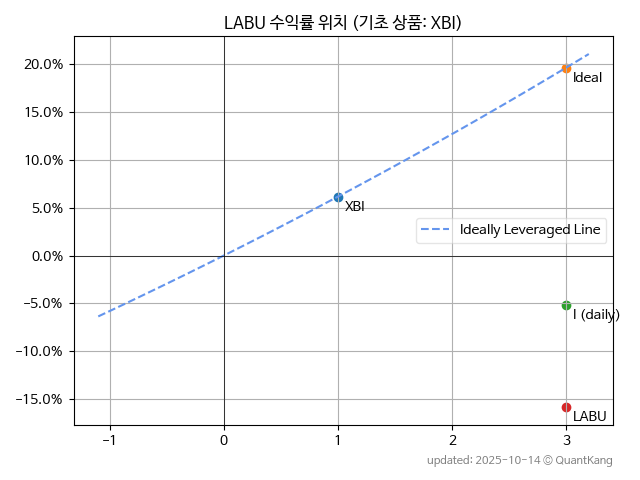 LABU 수익률 위치 (기초 상품: XBI)
20.0%
15.0%
10.0%
5.0%
0.0%
−5.0%
−10.0%
−15.0%
Ideal
XBI
Ideally Leveraged Line
I (daily)
LABU
−1
0
1
2
3
updated: 2025-10-14 © QuantKang